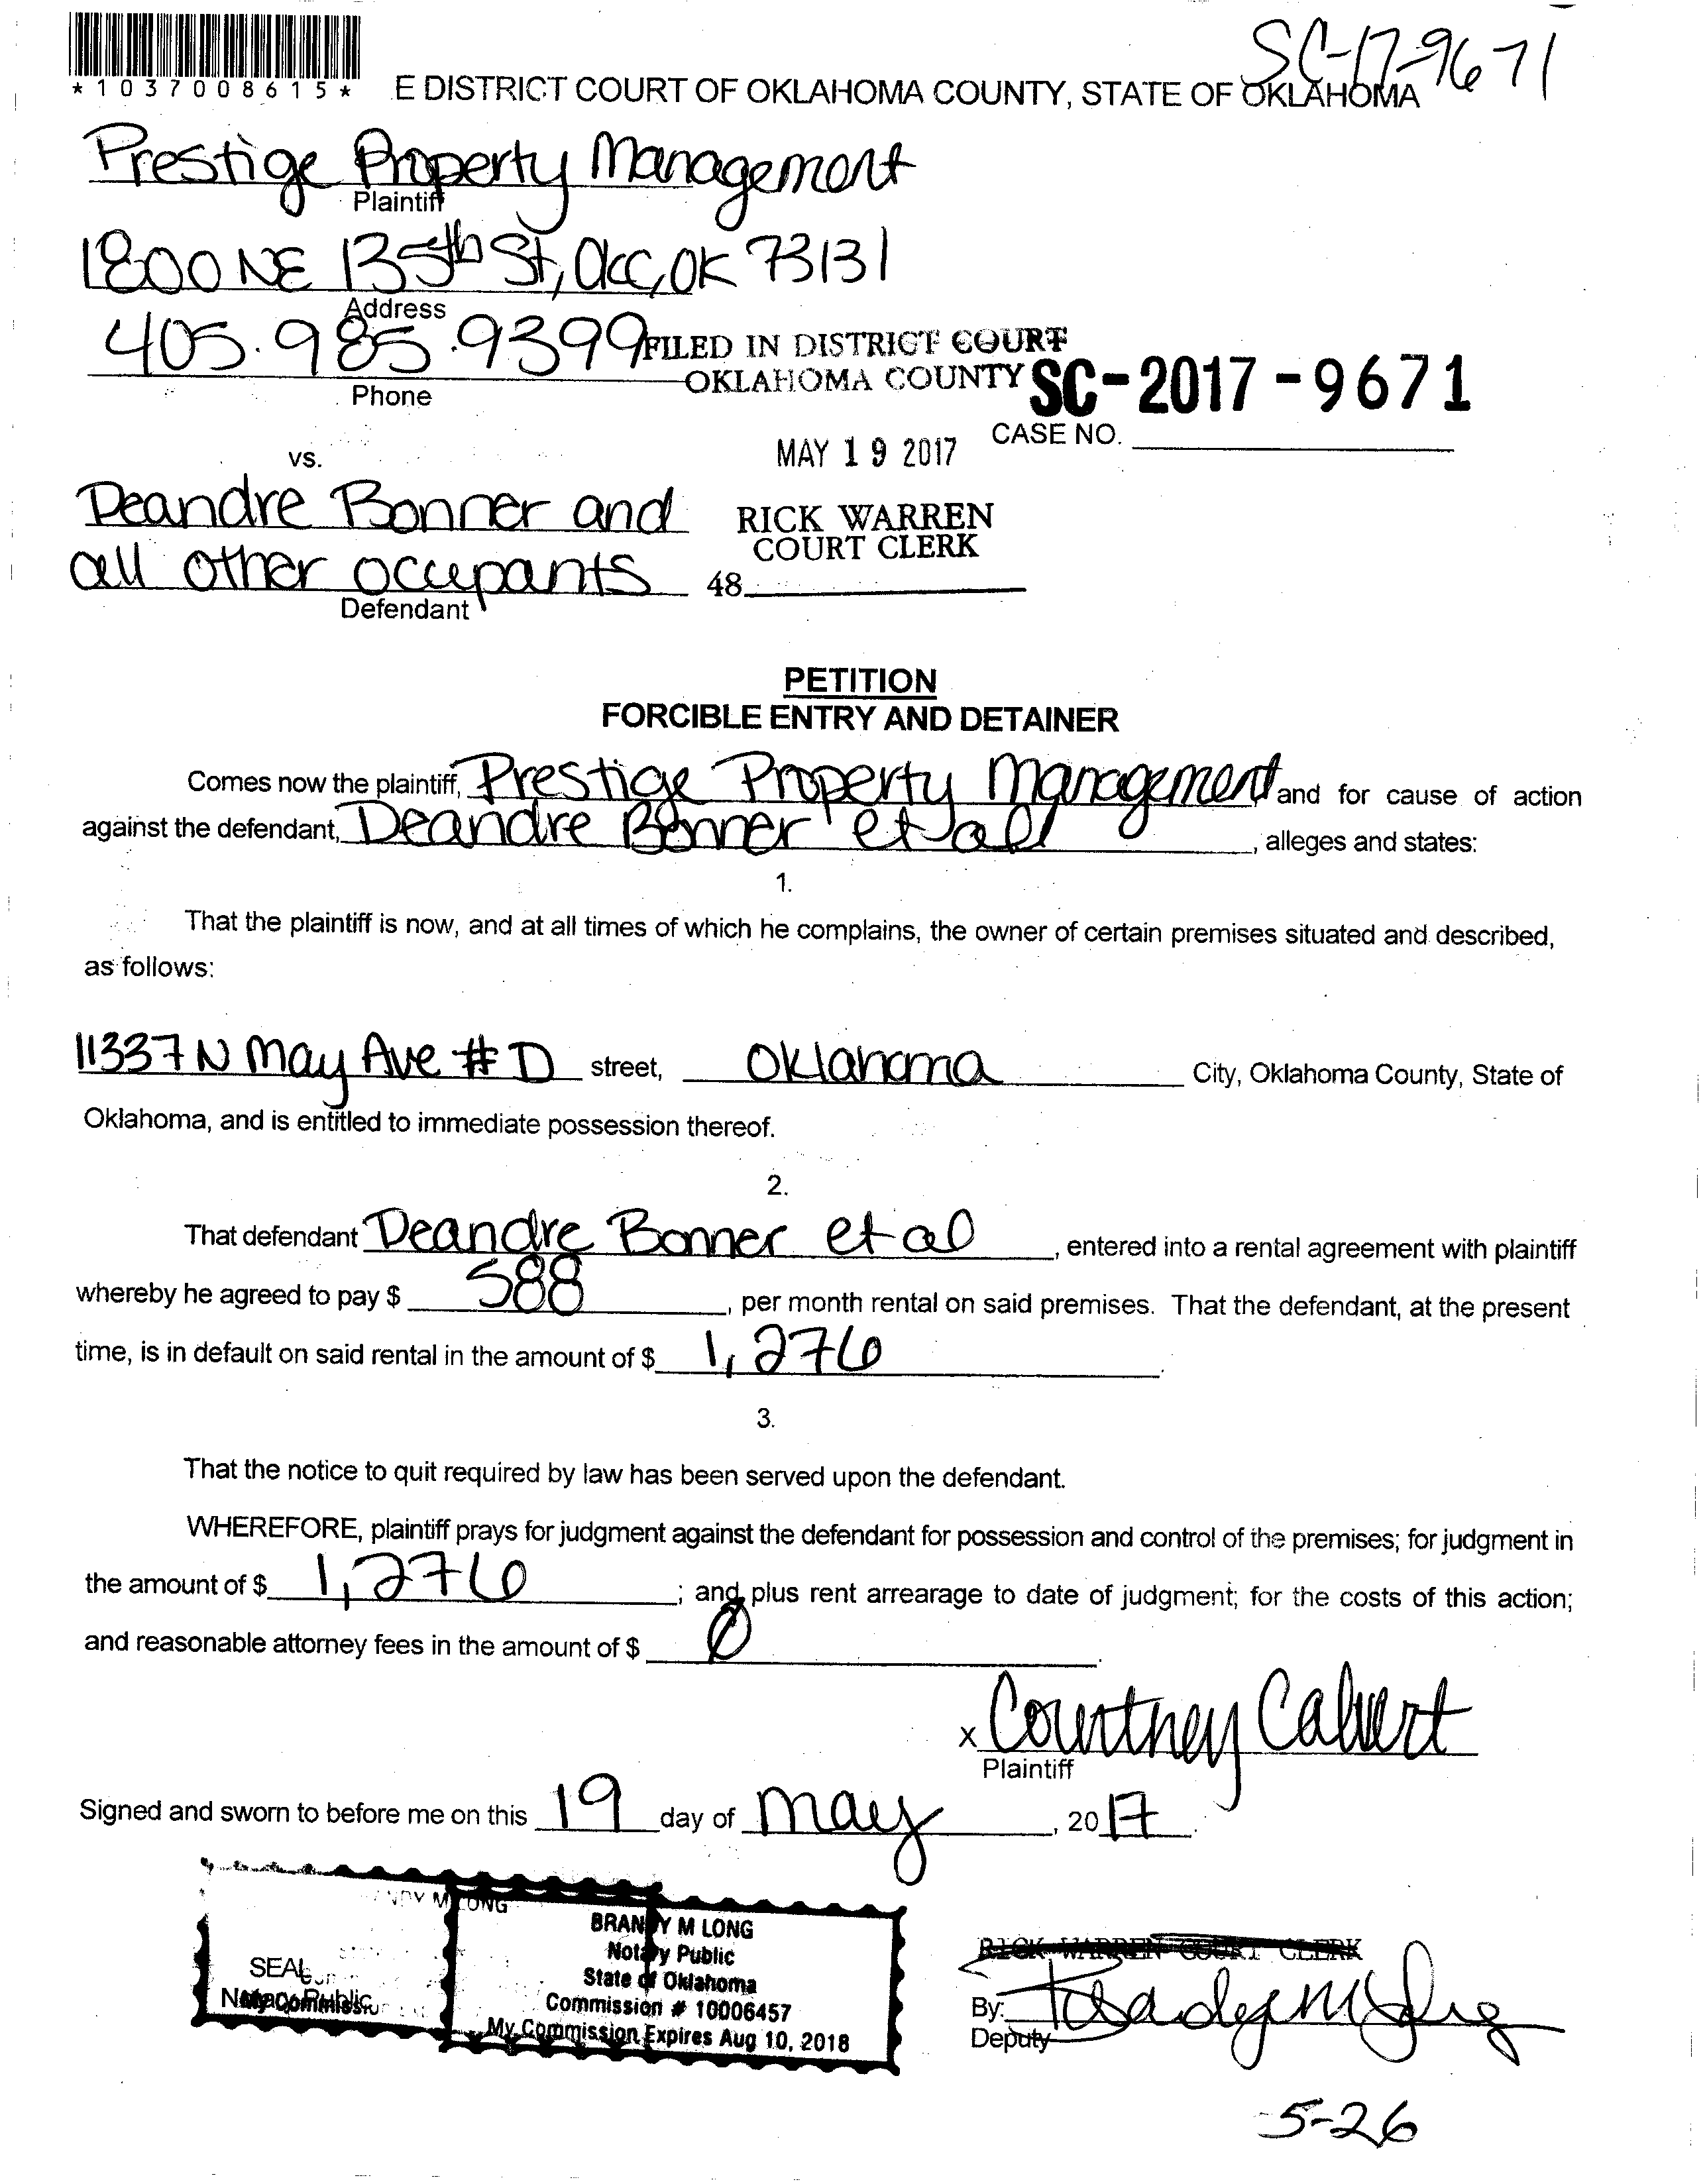 SC-17-9671
*1037008615*
E DISTRICT COURT OF OKLAHOMA COUNTY, STATE OF OKLAHOMA
Prestige Property Management
Plaintiff
1800 NE 135th St, OKC, OK 73131
Address
405.985.9399
Phone
FILED IN DISTRICT COURT
OKLAHOMA COUNTY
SC-2017-9671
CASE NO.
MAY 19 2017
vs.
Deandre Bonner and
all other occupants
Defendant
RICK WARREN
COURT CLERK
48
PETITION
FORCIBLE ENTRY AND DETAINER
Comes now the plaintiff, Prestige Property Management and for cause of action
against the defendant, Deandre Bonner et al, alleges and states:
1.
That the plaintiff is now, and at all times of which he complains, the owner of certain premises situated and described,
as follows:
11337 N May Ave # D street, Oklahoma City, Oklahoma County, State of
Oklahoma, and is entitled to immediate possession thereof.
2.
That defendant Deandre Bonner et al, entered into a rental agreement with plaintiff
whereby he agreed to pay $ 588, per month rental on said premises. That the defendant, at the present
time, is in default on said rental in the amount of $ 1,276.
3.
That the notice to quit required by law has been served upon the defendant.
WHEREFORE, plaintiff prays for judgment against the defendant for possession and control of the premises; for judgment in
the amount of $ 1,276; and, plus rent arrearage to date of judgment; for the costs of this action;
and reasonable attorney fees in the amount of $ 0.
x Courtney Calvert
Plaintiff
Signed and sworn to before me on this 19 day of May, 2017.
SEAL
BRANDY M LONG
Notary Public
State of Oklahoma
Commission # 10006457
My Commission Expires Aug 10, 2018
RICK WARREN COURT CLERK
By:
Deputy
5-26